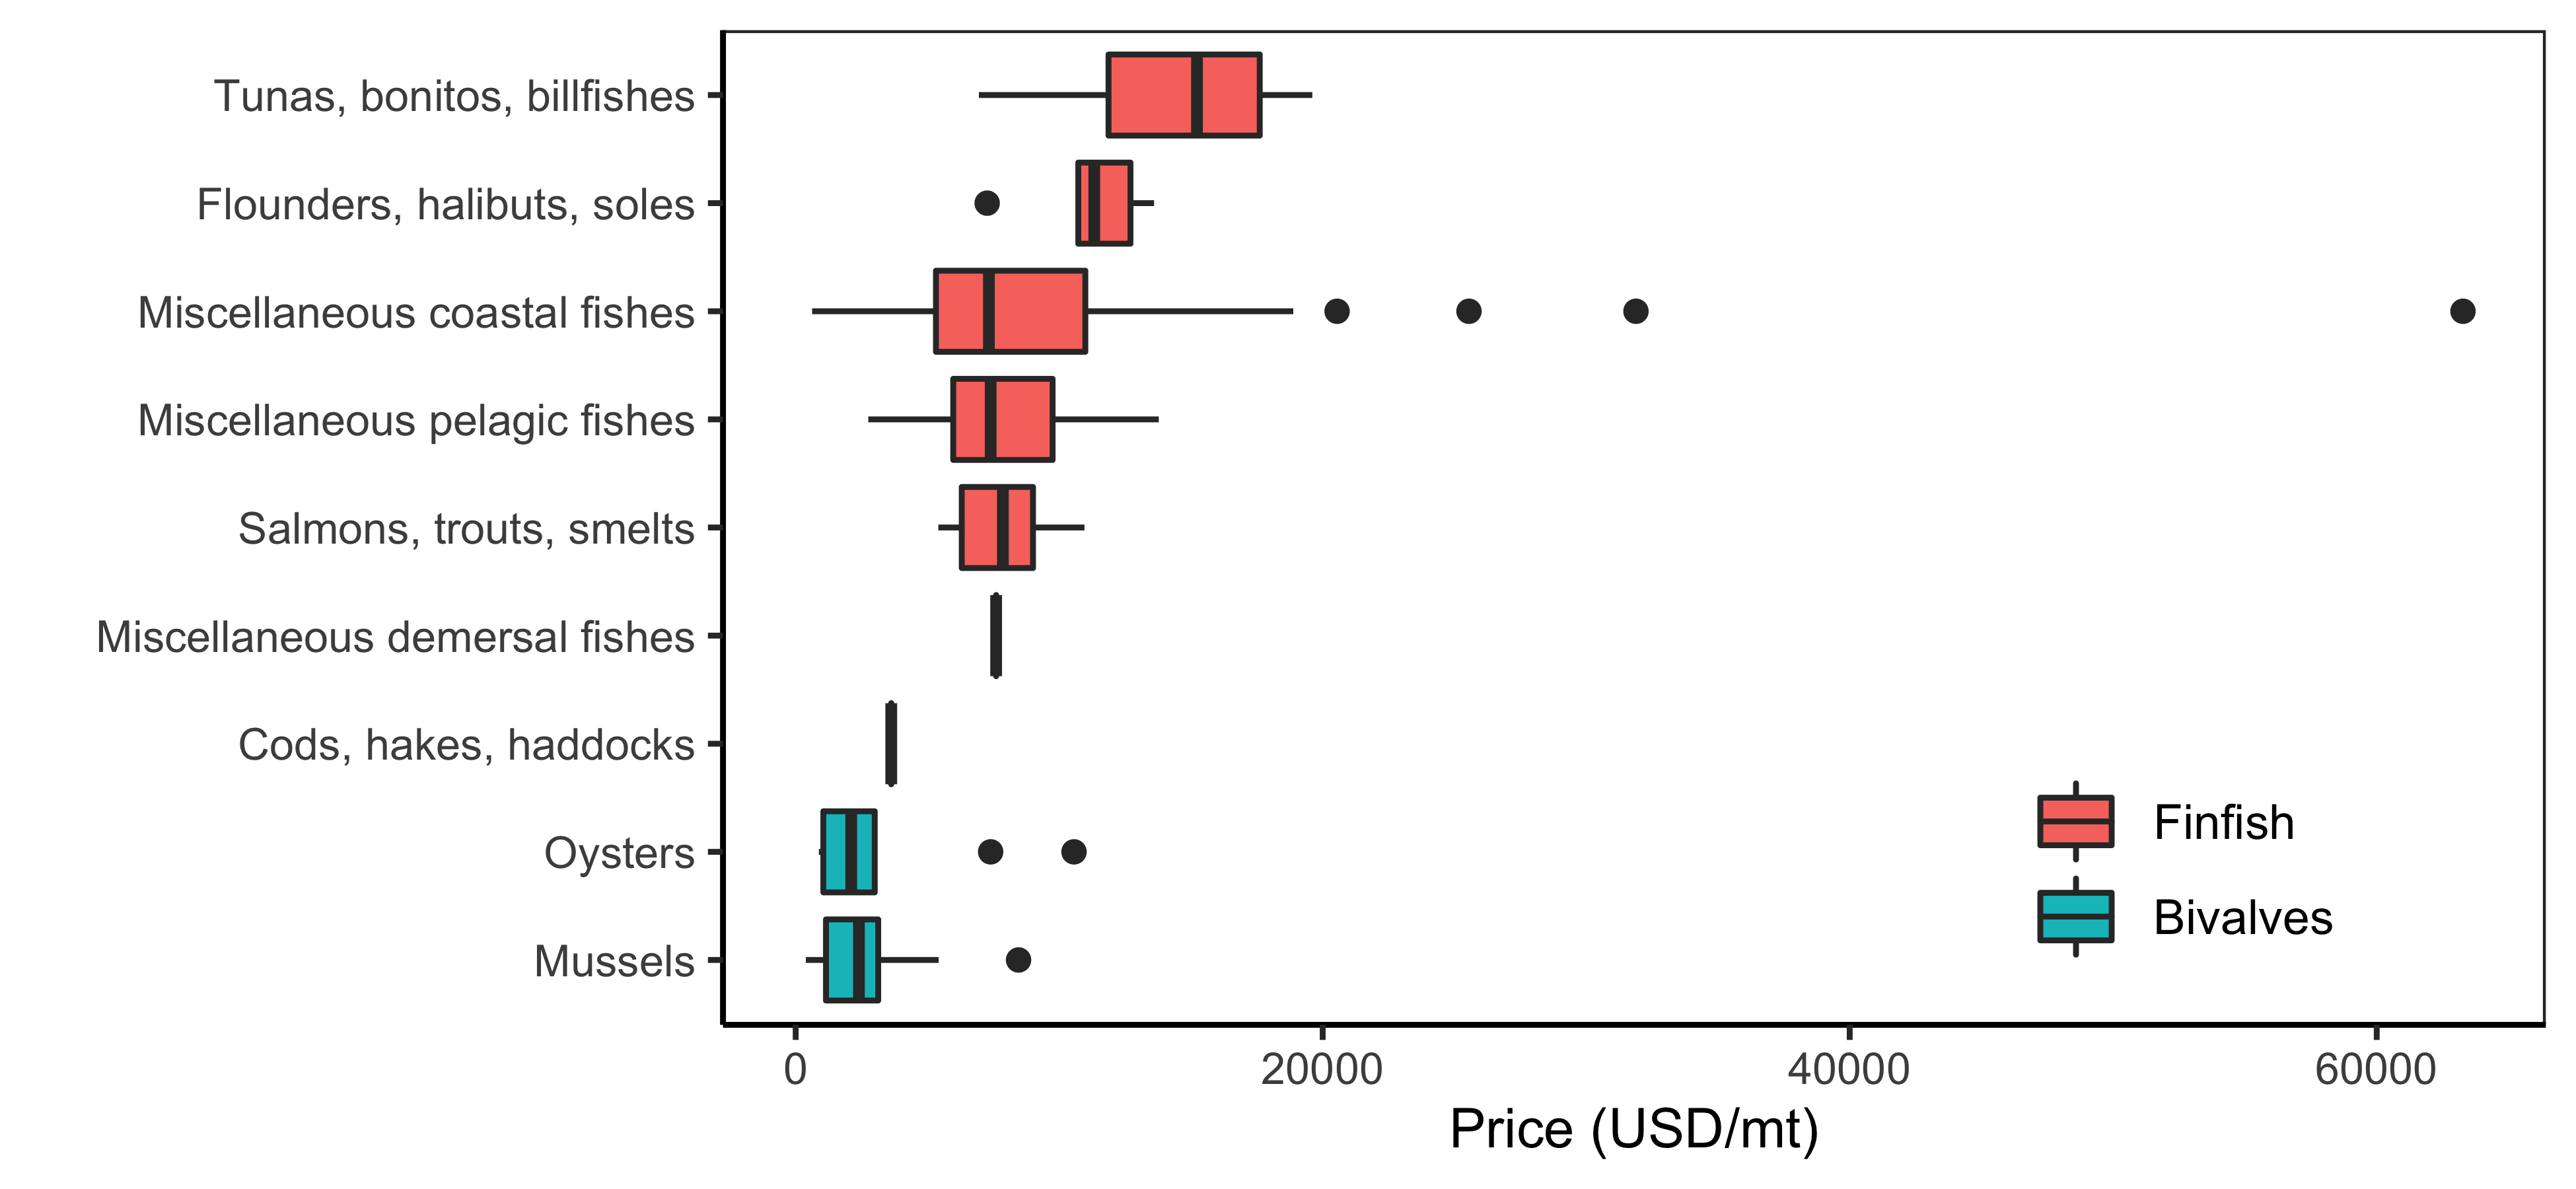 Tunas, bonitos, billfishes
Flounders, halibuts, soles
Miscellaneous coastal fishes
Miscellaneous pelagic fishes
Salmons, trouts, smelts
Miscellaneous demersal fishes
Cods, hakes, haddocks
Oysters
Mussels
Finfish
Bivalves
0 20000 40000 60000
Price (USD/mt)